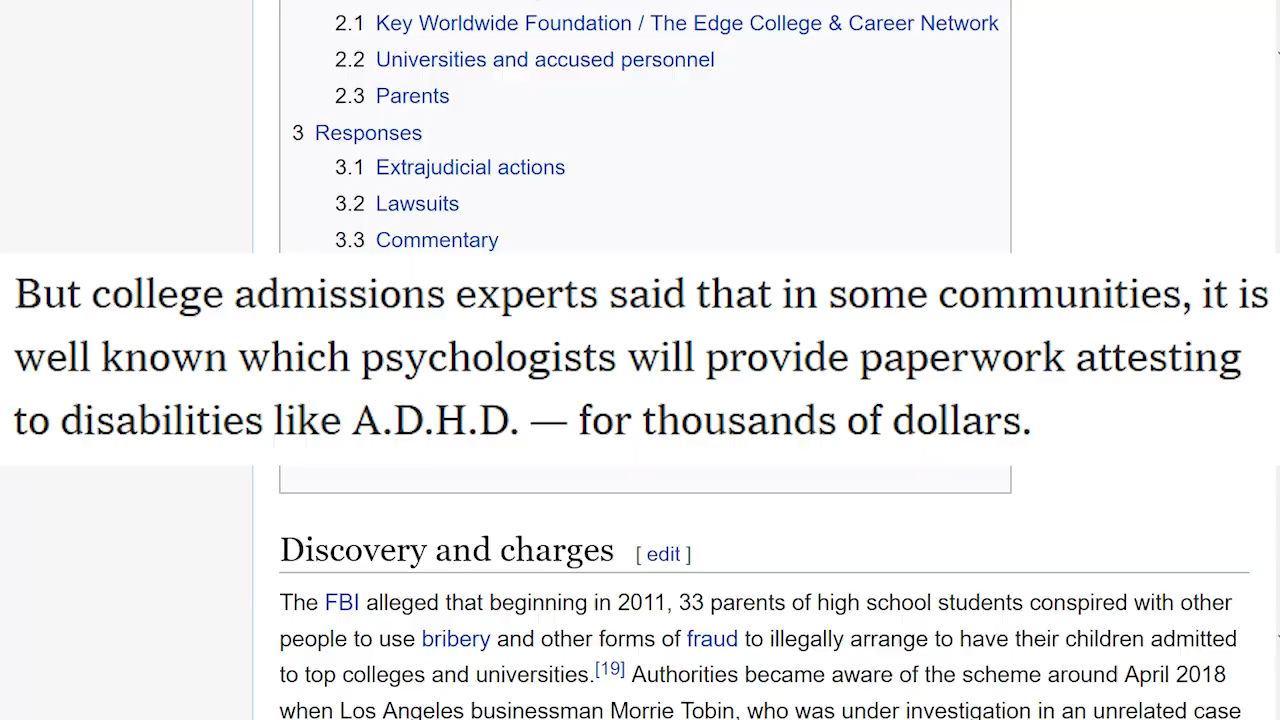 2.1 Key Worldwide Foundation / The Edge College & Career Network
2.2 Universities and accused personnel
2.3 Parents
3 Responses
3.1 Extrajudicial actions
3.2 Lawsuits
3.3 Commentary
But college admissions experts said that in some communities, it is
well known which psychologists will provide paperwork attesting
to disabilities like A.D.H.D. — for thousands of dollars.
Discovery and charges [ edit ]
The FBI alleged that beginning in 2011, 33 parents of high school students conspired with other
people to use bribery and other forms of fraud to illegally arrange to have their children admitted
to top colleges and universities.[19] Authorities became aware of the scheme around April 2018
when Los Angeles businessman Morrie Tobin, who was under investigation in an unrelated case